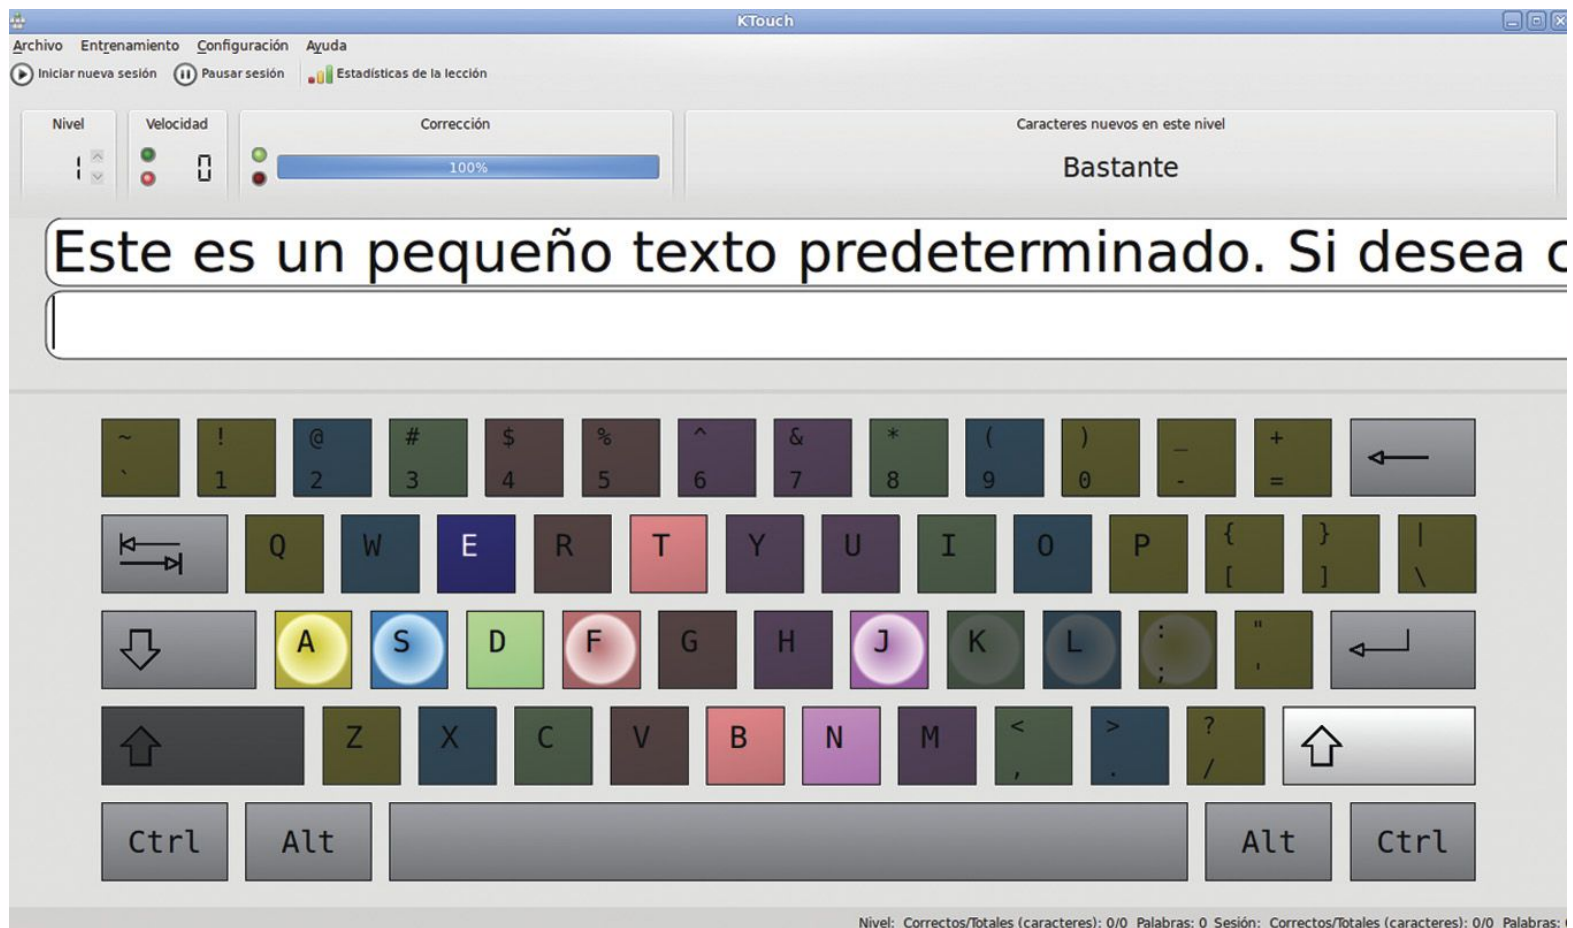 KTouch
Archivo Entrenamiento Configuración Ayuda
Iniciar nueva sesión Pausar sesión Estadísticas de la lección
Nivel Velocidad Corrección Caracteres nuevos en este nivel
1 0 100% Bastante
Este es un pequeño texto predeterminado. Si desea c
~ ! @ # $ % ^ & * ( ) _ +
` 1 2 3 4 5 6 7 8 9 0 - =
Q W E R T Y U I O P { } |
[ ] \
A S D F G H J K L : "
; '
Z X C V B N M < > ?
, . /
Ctrl Alt Alt Ctrl
Nivel: Correctos/Totales (caracteres): 0/0 Palabras: 0 Sesión: Correctos/Totales (caracteres): 0/0 Palabras: